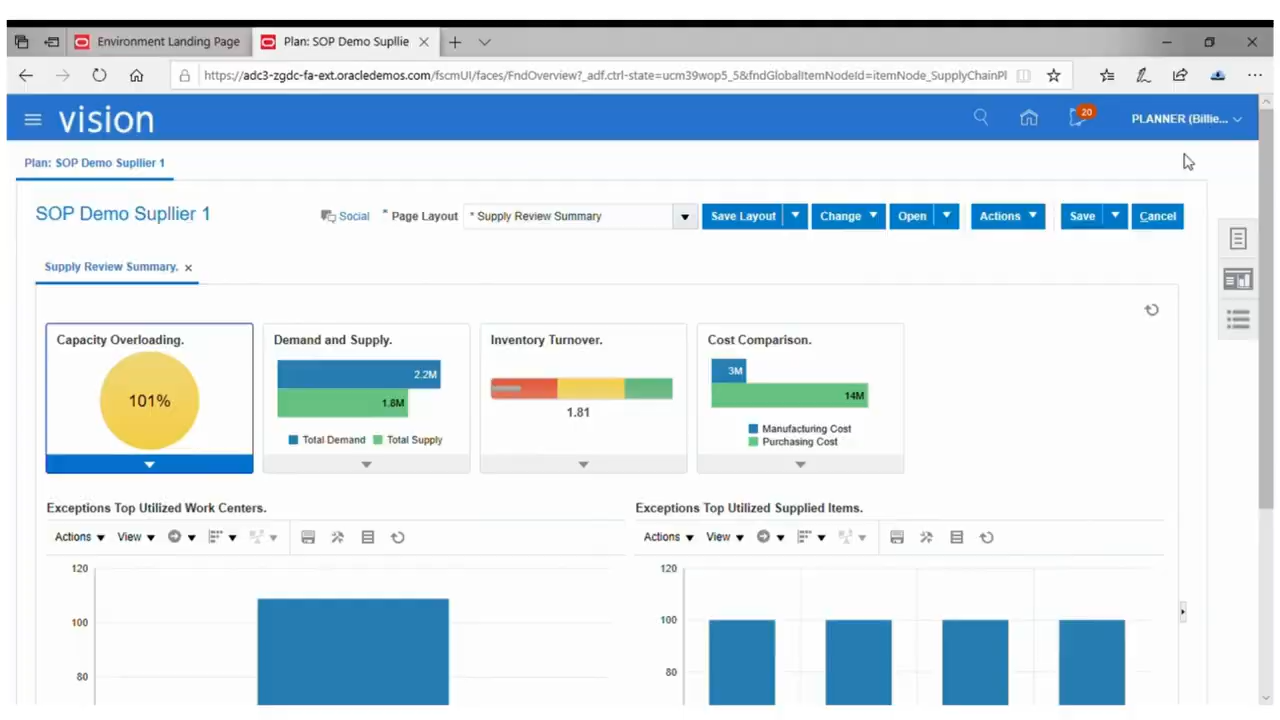 Environment Landing Page
Plan: SOP Demo Supllie
https://adc3-zgdc-fa-ext.oracledemos.com/fscmUI/faces/FndOverview?_adf.ctrl-state=ucm39wop5_5&fndGlobalItemNodeId=itemNode_SupplyChainPl
vision
20
PLANNER (Billie...
Plan: SOP Demo Supllier 1
SOP Demo Supllier 1
Social
* Page Layout
* Supply Review Summary
Save Layout
Change
Open
Actions
Save
Cancel
Supply Review Summary.
Capacity Overloading.
101%
Demand and Supply.
2.2M
1.8M
Total Demand
Total Supply
Inventory Turnover.
1.81
Cost Comparison.
3M
14M
Manufacturing Cost
Purchasing Cost
Exceptions Top Utilized Work Centers.
Actions
View
120
100
80
Exceptions Top Utilized Supplied Items.
Actions
View
120
100
80